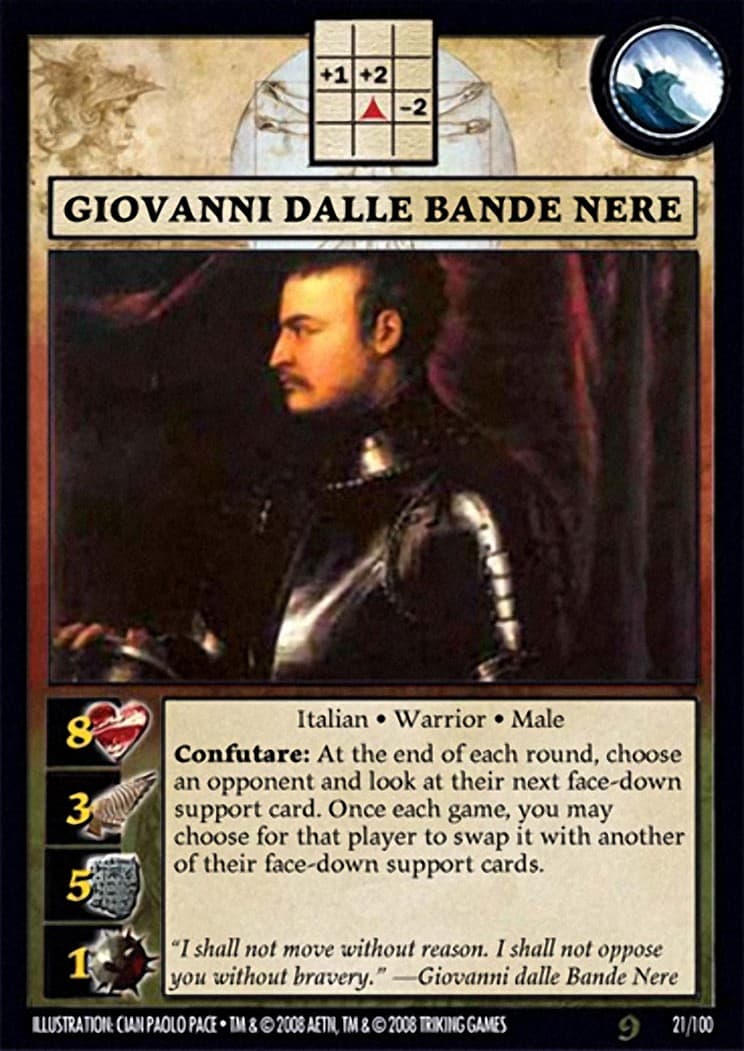 +1 +2
-2
GIOVANNI DALLE BANDE NERE
8
3
5
1
Italian • Warrior • Male
Confutare: At the end of each round, choose
an opponent and look at their next face-down
support card. Once each game, you may
choose for that player to swap it with another
of their face-down support cards.
"I shall not move without reason. I shall not oppose
you without bravery." —Giovanni dalle Bande Nere
ILLUSTRATION: CIAN PAOLO PACE • TM & © 2008 AETN, TM & © 2008 TRIKING GAMES
9
21/100